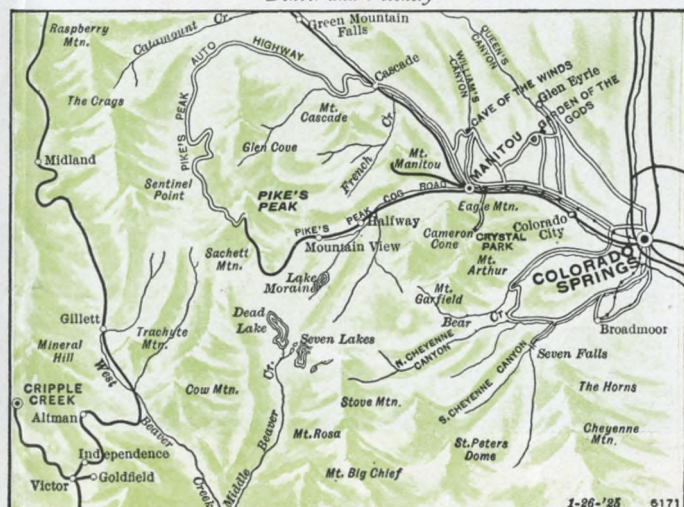 Green Mountain
Falls
Raspberry
Mtn.
Catamount Cr.
AUTO HIGHWAY
QUEEN'S
CANYON
WILLIAM'S
CANYON
Cascade
CAVE OF THE WINDS
Glen Eyrie
GARDEN OF THE
GODS
The Crags
PIKE'S PEAK
Mt.
Cascade
Glen Cove
French Cr.
Mt.
Manitou
MANITOU
Midland
Sentinel
Point
PIKE'S
PEAK
PIKE'S PEAK COG ROAD
Eagle Mtn.
Halfway
Mountain View
Cameron
Cone
CRYSTAL
PARK
Colorado
City
COLORADO
SPRINGS
Sachett
Mtn.
Lake
Moraine
Mt.
Arthur
Mt.
Garfield
Dead
Lake
Seven Lakes
Bear Cr.
Broadmoor
Gillett
Trachyte
Mtn.
Mineral
Hill
N. CHEYENNE
CANYON
Seven Falls
West
Beaver
Creek
CRIPPLE
CREEK
Altman
Cow Mtn.
Stove Mtn.
S. CHEYENNE CANYON
The Horns
Middle Beaver Cr.
Mt. Rosa
St. Peters
Dome
Cheyenne
Mtn.
Independence
Goldfield
Victor
Mt. Big Chief
1-26-'25 5171